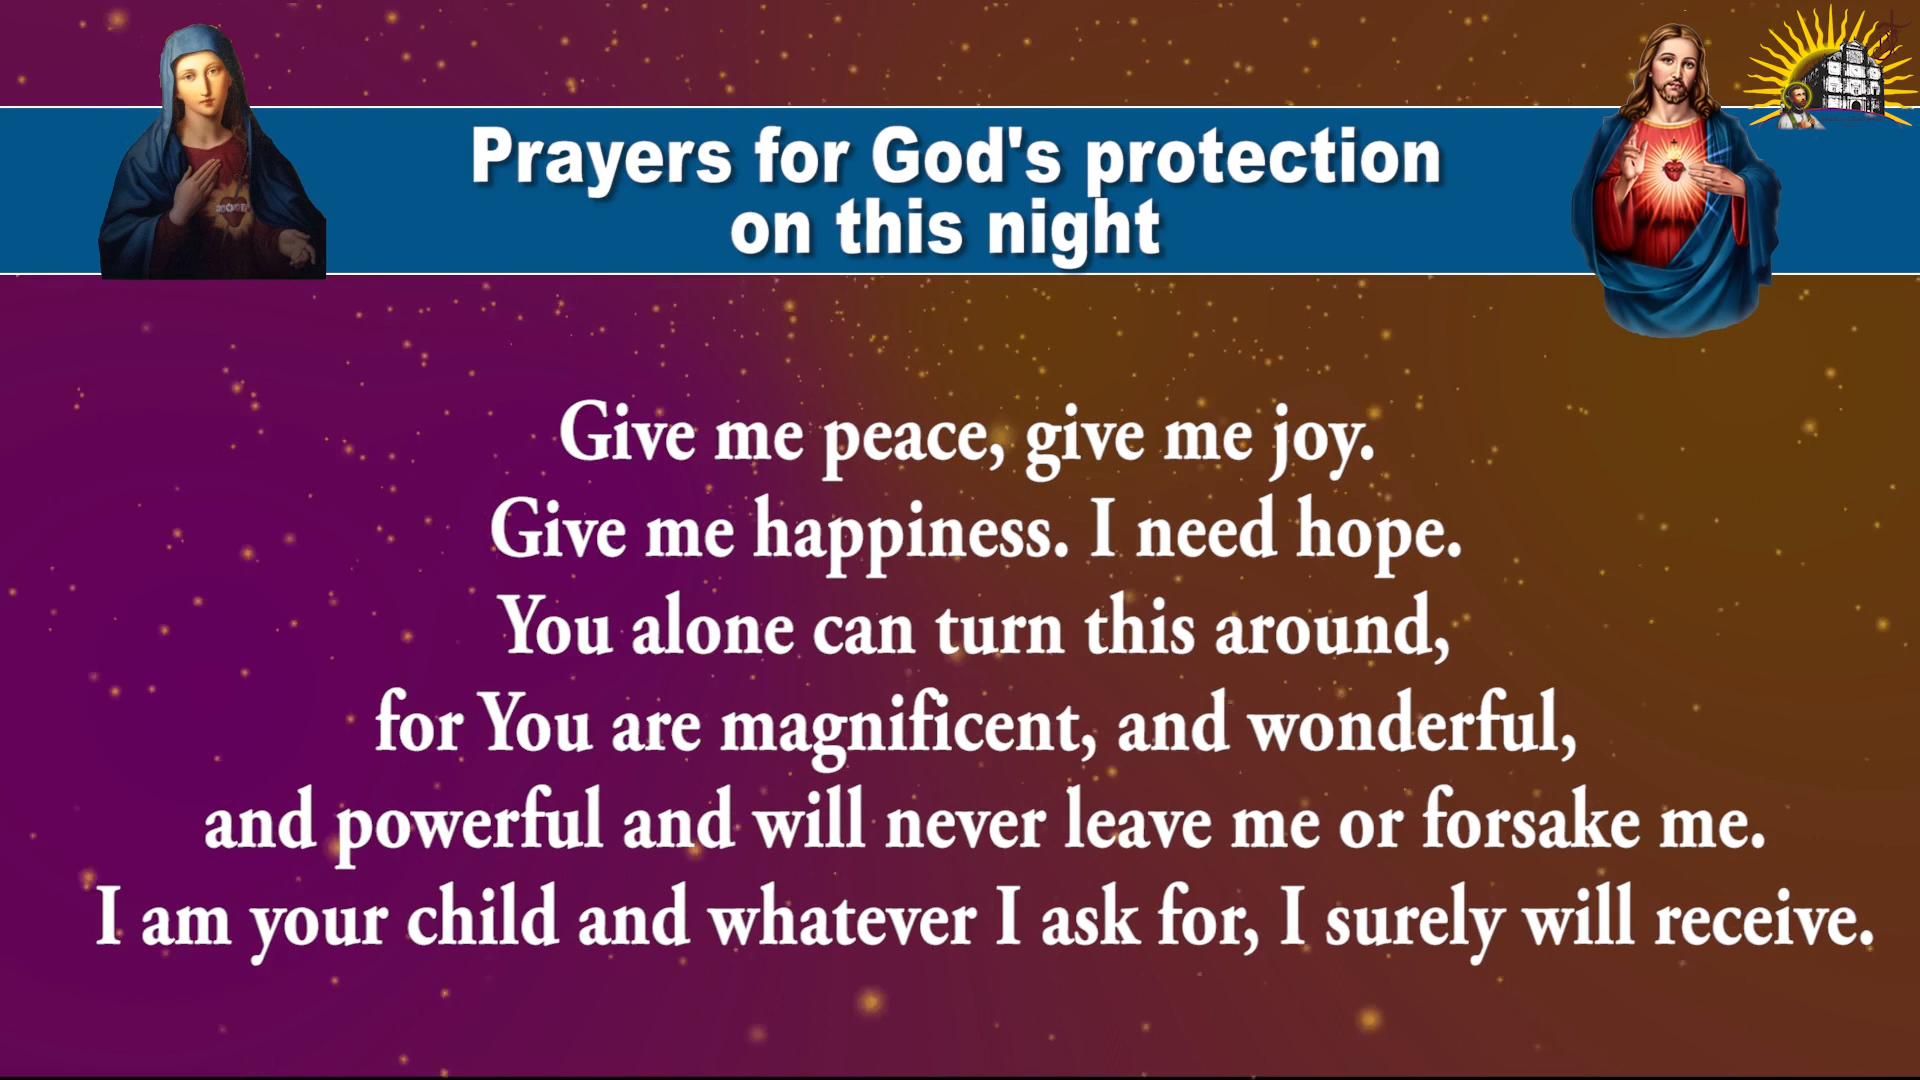 Prayers for God's protection
on this night
Give me peace, give me joy.
Give me happiness. I need hope.
You alone can turn this around,
for You are magnificent, and wonderful,
and powerful and will never leave me or forsake me.
I am your child and whatever I ask for, I surely will receive.